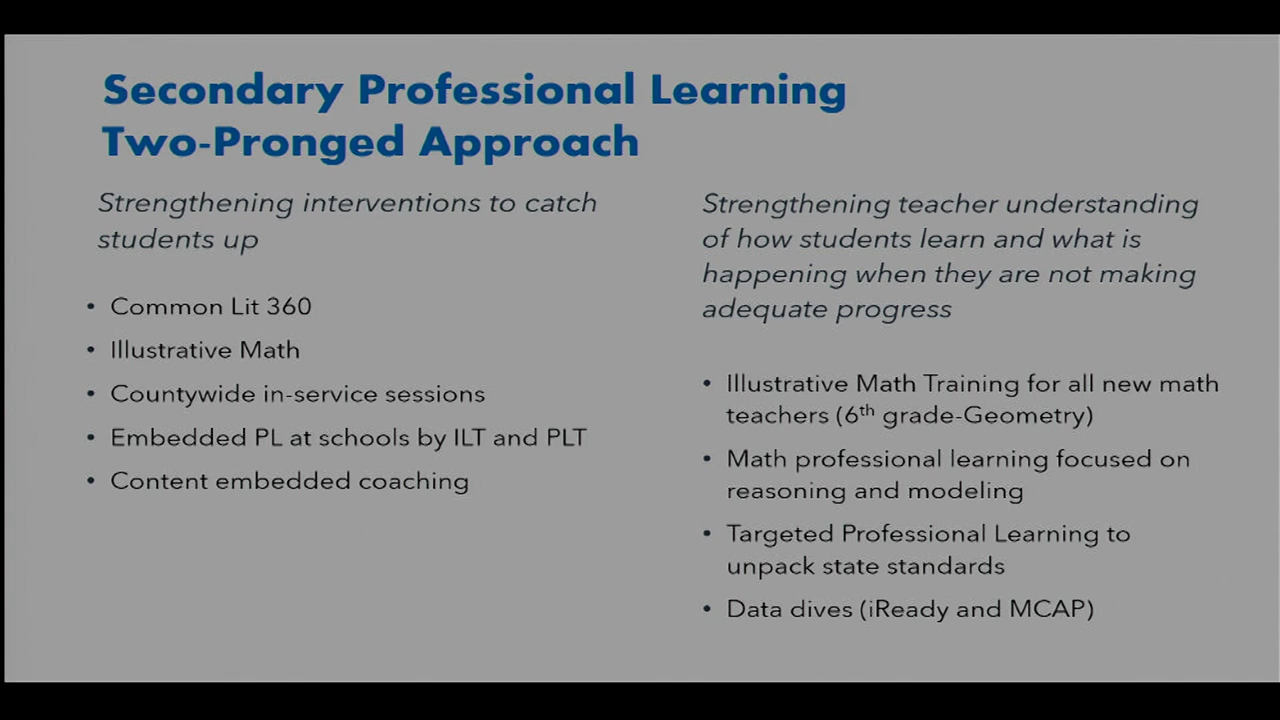 Secondary Professional Learning
Two-Pronged Approach
Strengthening interventions to catch
students up
• Common Lit 360
• Illustrative Math
• Countywide in-service sessions
• Embedded PL at schools by ILT and PLT
• Content embedded coaching
Strengthening teacher understanding
of how students learn and what is
happening when they are not making
adequate progress
• Illustrative Math Training for all new math
teachers (6th grade-Geometry)
• Math professional learning focused on
reasoning and modeling
• Targeted Professional Learning to
unpack state standards
• Data dives (iReady and MCAP)